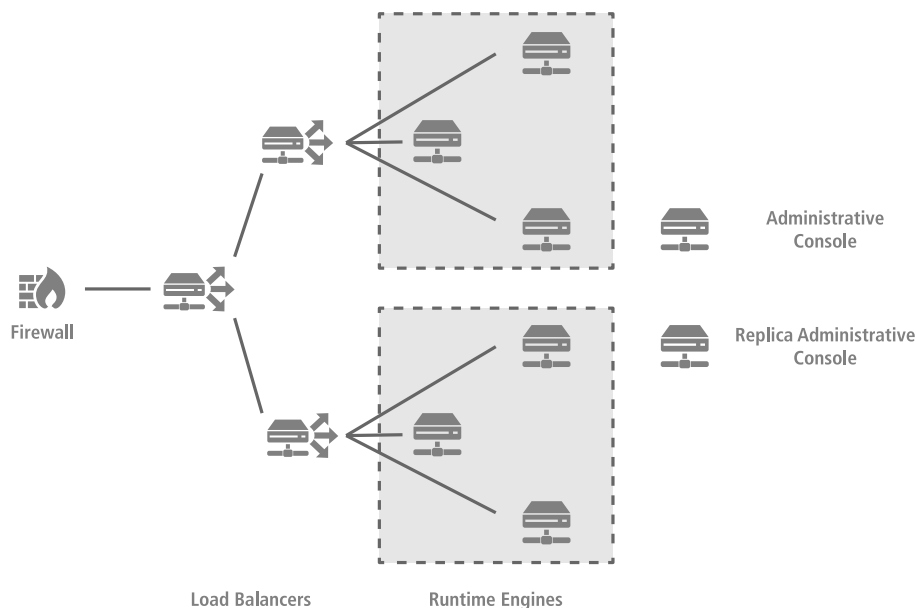 Administrative
Console
Firewall
Replica Administrative
Console
Load Balancers
Runtime Engines